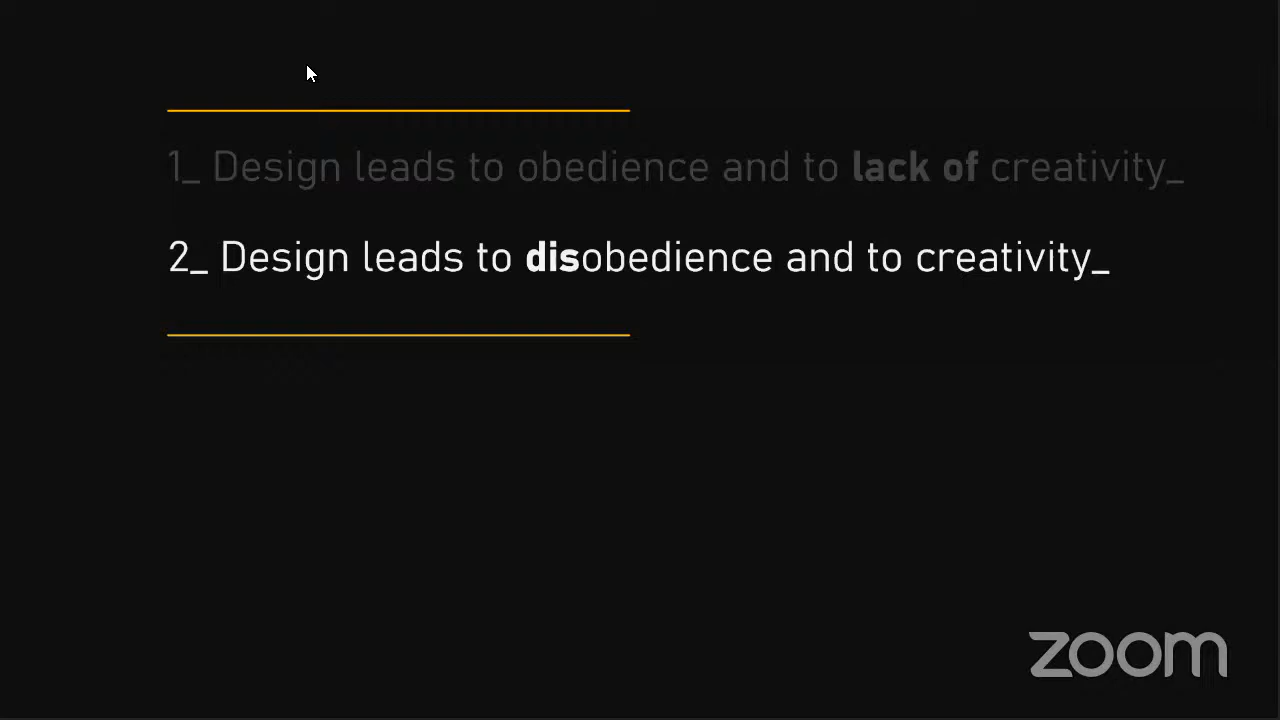 1_ Design leads to obedience and to lack of creativity_
2_ Design leads to disobedience and to creativity_
zoom